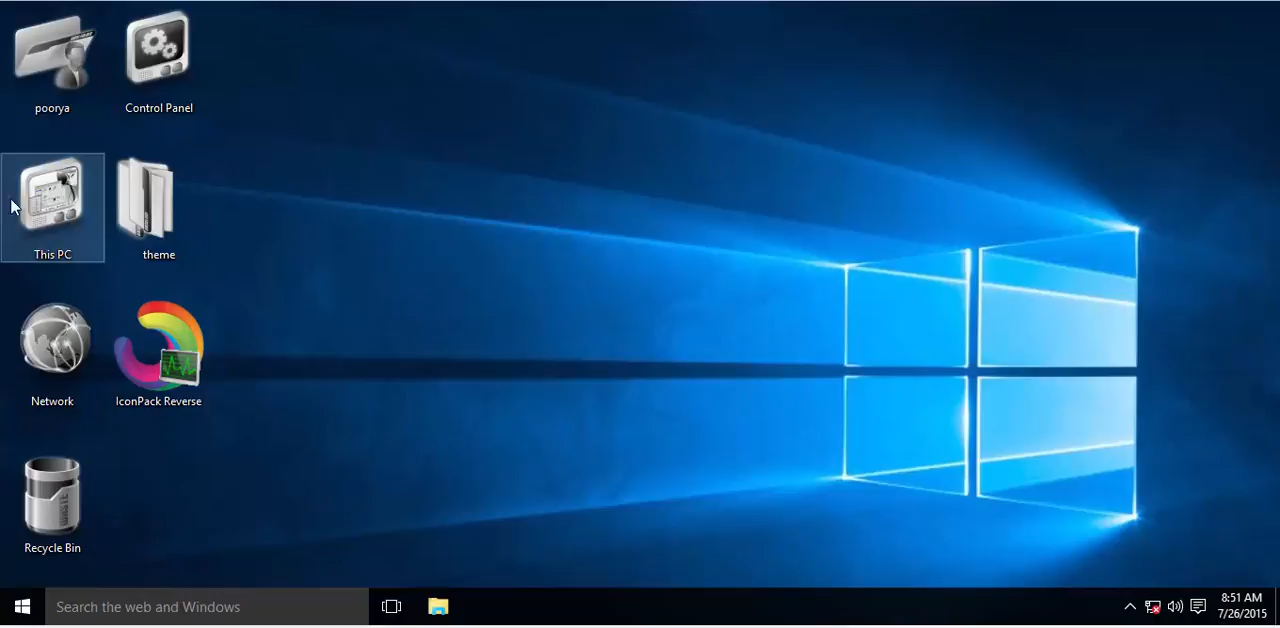 poorya
Control Panel
This PC
theme
Network
IconPack Reverse
Recycle Bin
Search the web and Windows
8:51 AM
7/26/2015